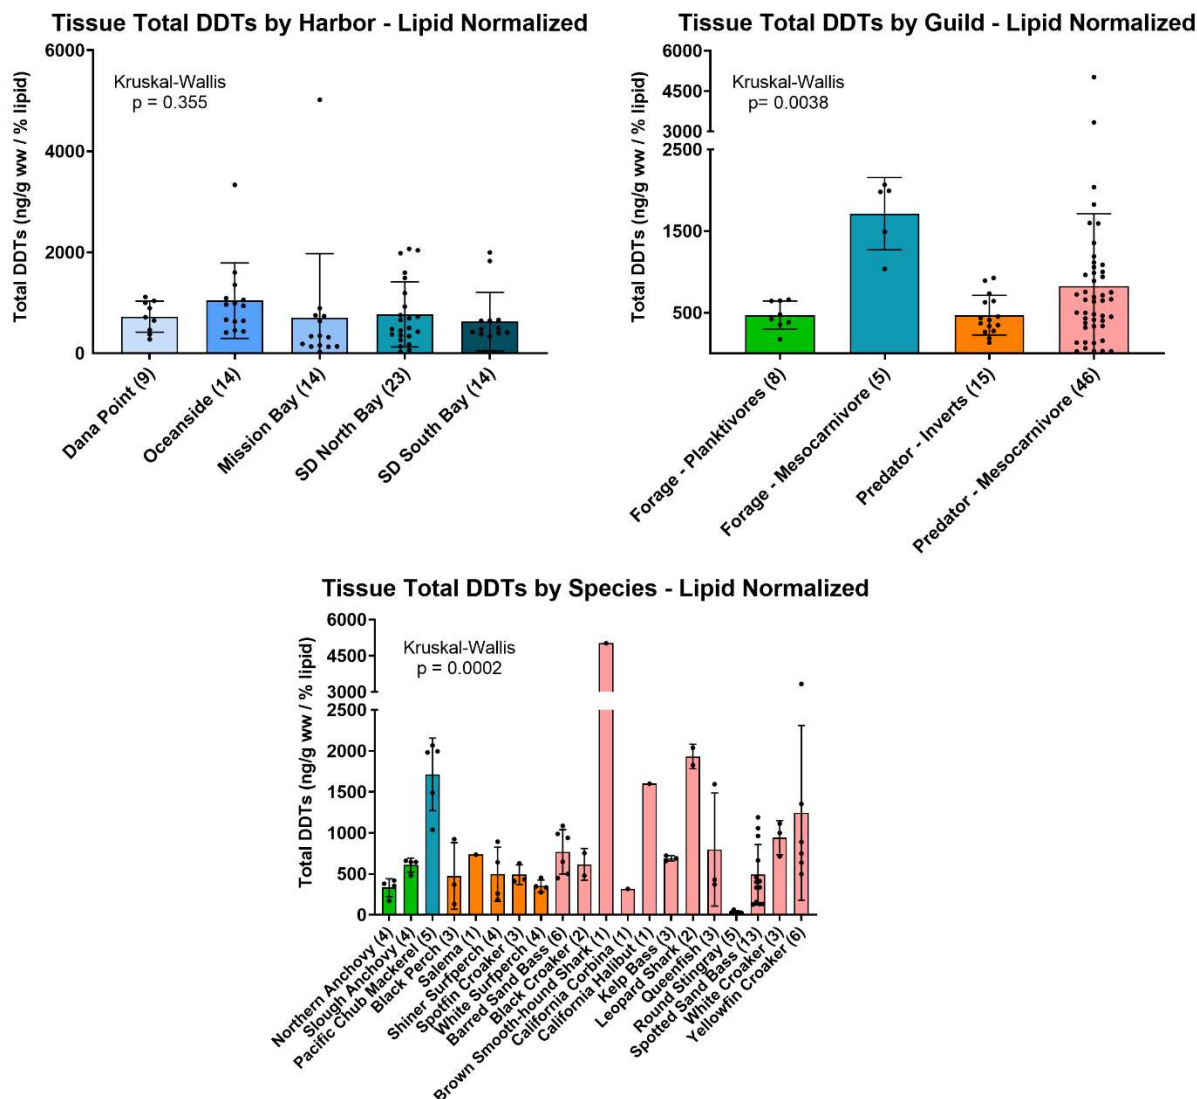 Tissue Total DDTs by Harbor - Lipid Normalized
Total DDTs (ng/g ww / % lipid)
6000
4000
2000
0
Kruskal-Wallis
p = 0.355
Dana Point (9)
Oceanside (14)
Mission Bay (14)
SD North Bay (23)
SD South Bay (14)
Tissue Total DDTs by Guild - Lipid Normalized
Total DDTs (ng/g ww / % lipid)
6000
4500
3000
2500
1500
500
Kruskal-Wallis
p= 0.0038
Forage - Planktivores (8)
Forage - Mesocarnivore (5)
Predator - Inverts (15)
Predator - Mesocarnivore (46)
Tissue Total DDTs by Species - Lipid Normalized
Total DDTs (ng/g ww / % lipid)
6000
4500
3000
2500
2000
1500
1000
500
0
Kruskal-Wallis
p = 0.0002
Northern Anchovy (4)
Slough Anchovy (4)
Pacific Chub Mackerel (5)
Black Perch (3)
Salema (1)
Shiner Surfperch (4)
Spotfin Croaker (3)
White Surfperch (4)
Barred Sand Bass (6)
Black Croaker (2)
Brown Smooth-hound Shark (1)
California Corbina (1)
California Halibut (1)
Kelp Bass (3)
Leopard Shark (2)
Queenfish (3)
Round Stingray (5)
Spotted Sand Bass (13)
White Croaker (3)
Yellowfin Croaker (6)